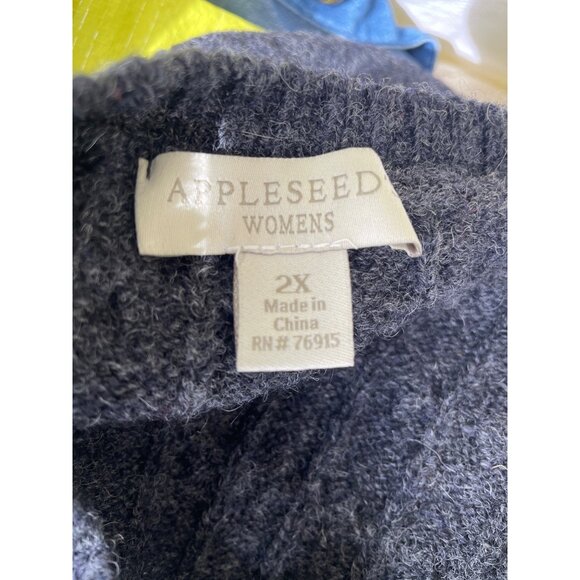 APPLESEED
WOMENS
2X
Made in
China
RN# 76915